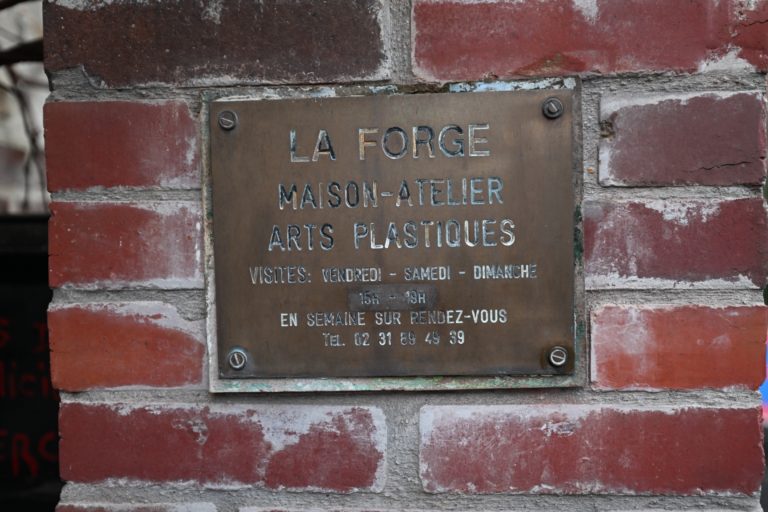 LA FORGE
MAISON-ATELIER
ARTS PLASTIQUES
VISITES: VENDREDI - SAMEDI - DIMANCHE
15H - 19H
EN SEMAINE SUR RENDEZ-VOUS
TEL. 02 31 89 49 39